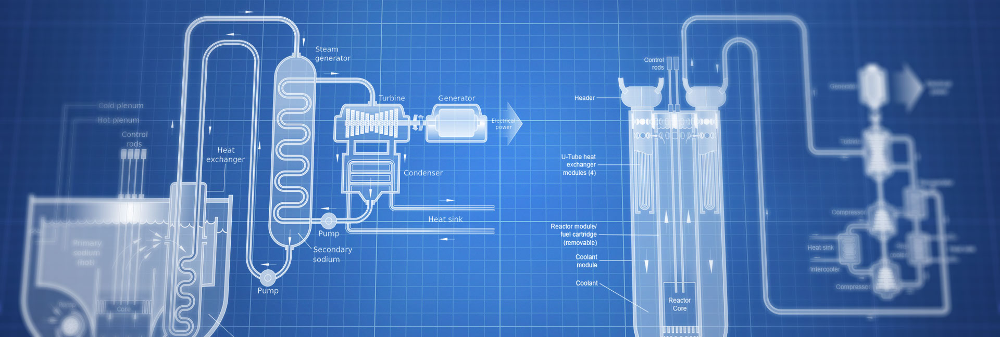 Steam
generator
Turbine
Generator
Electrical
power
Cold plenum
Hot plenum
Control
rods
Heat
exchanger
Condenser
Heat sink
Pump
Secondary
sodium
Primary
sodium
(hot)
Pump
Pump
Core
Control
rods
Header
U-Tube heat
exchanger
modules (4)
Reactor module/
fuel cartridge
(removable)
Coolant
module
Coolant
Reactor
Core
Generator
Turbine
Compressor
Heat sink
Intercooler
Compressor